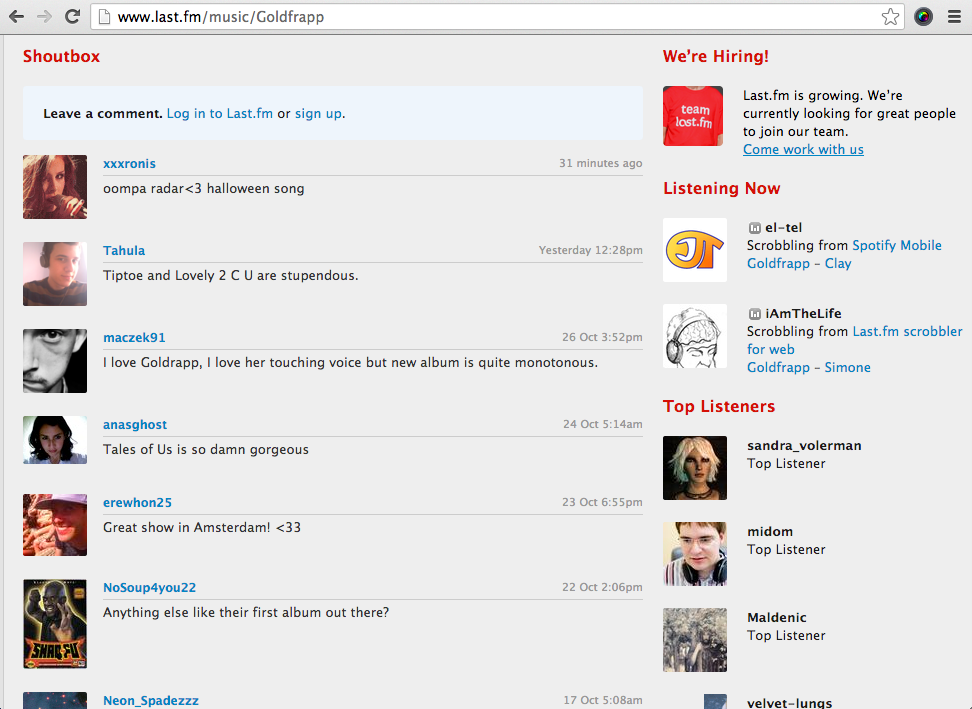 www.last.fm/music/Goldfrapp
Shoutbox
Leave a comment. Log in to Last.fm or sign up.
xxxronis 31 minutes ago
oompa radar<3 halloween song
Tahula Yesterday 12:28pm
Tiptoe and Lovely 2 C U are stupendous.
maczek91 26 Oct 3:52pm
I love Goldrapp, I love her touching voice but new album is quite monotonous.
anasghost 24 Oct 5:14am
Tales of Us is so damn gorgeous
erewhon25 23 Oct 6:55pm
Great show in Amsterdam! <33
NoSoup4you22 22 Oct 2:06pm
Anything else like their first album out there?
SHAQ-FU
Neon_Spadezzz 17 Oct 5:08am
We're Hiring!
team
lost.fm
Last.fm is growing. We're
currently looking for great people
to join our team.
Come work with us
Listening Now
el-tel
Scrobbling from Spotify Mobile
Goldfrapp – Clay
iAmTheLife
Scrobbling from Last.fm scrobbler
for web
Goldfrapp – Simone
Top Listeners
sandra_volerman
Top Listener
midom
Top Listener
Maldenic
Top Listener
velvet-lungs